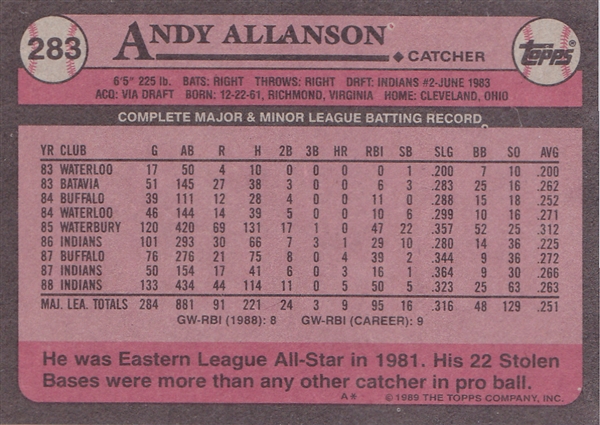 283
ANDY ALLANSON
CATCHER
TOPPS
6'5" 225 lb. BATS: RIGHT THROWS: RIGHT DRFT: INDIANS #2-JUNE 1983
ACQ: VIA DRAFT BORN: 12-22-61, RICHMOND, VIRGINIA HOME: CLEVELAND, OHIO
COMPLETE MAJOR & MINOR LEAGUE BATTING RECORD
YR CLUB G AB R H 2B 3B HR RBI SB SLG BB SO AVG
83 WATERLOO 17 50 4 10 0 0 0 0 1 .200 7 10 .200
83 BATAVIA 51 145 27 38 3 0 0 6 3 .283 25 16 .262
84 BUFFALO 39 111 12 28 4 0 0 11 6 .288 15 18 .252
84 WATERLOO 46 144 14 39 5 0 0 10 6 .299 10 16 .271
85 WATERBURY 120 420 69 131 17 1 0 47 22 .357 52 25 .312
86 INDIANS 101 293 30 66 7 3 1 29 10 .280 14 36 .225
87 BUFFALO 76 276 21 75 8 0 4 39 2 .344 9 36 .272
87 INDIANS 50 154 17 41 6 0 3 16 1 .364 9 30 .266
88 INDIANS 133 434 44 114 11 0 5 50 5 .323 25 63 .263
MAJ. LEA. TOTALS 284 881 91 221 24 3 9 95 16 .316 48 129 .251
GW-RBI (1988): 8 GW-RBI (CAREER): 9
He was Eastern League All-Star in 1981. His 22 Stolen
Bases were more than any other catcher in pro ball.
A* ©1989 THE TOPPS COMPANY, INC.